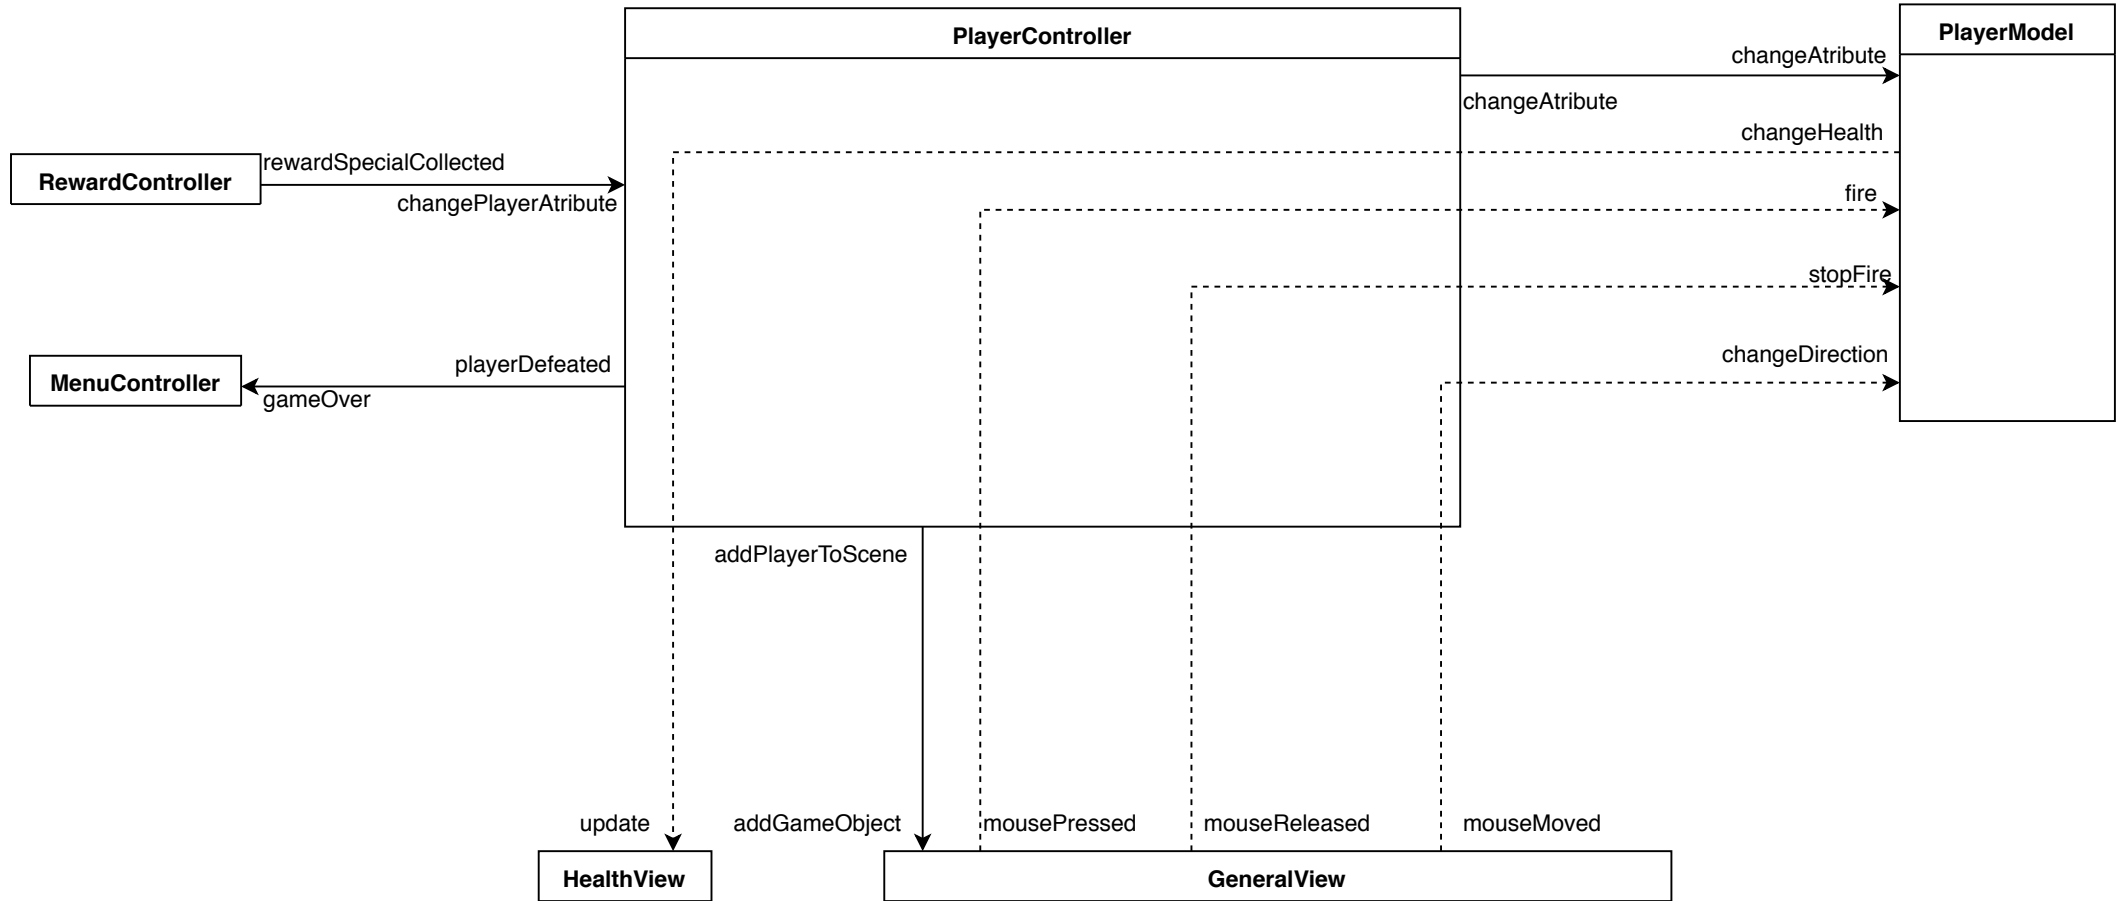 PlayerController
PlayerModel
changeAtribute
changeAtribute
changeHealth
rewardSpecialCollected
RewardController
changePlayerAtribute
fire
stopFire
changeDirection
playerDefeated
MenuController
gameOver
addPlayerToScene
update
addGameObject
mousePressed
mouseReleased
mouseMoved
HealthView
GeneralView